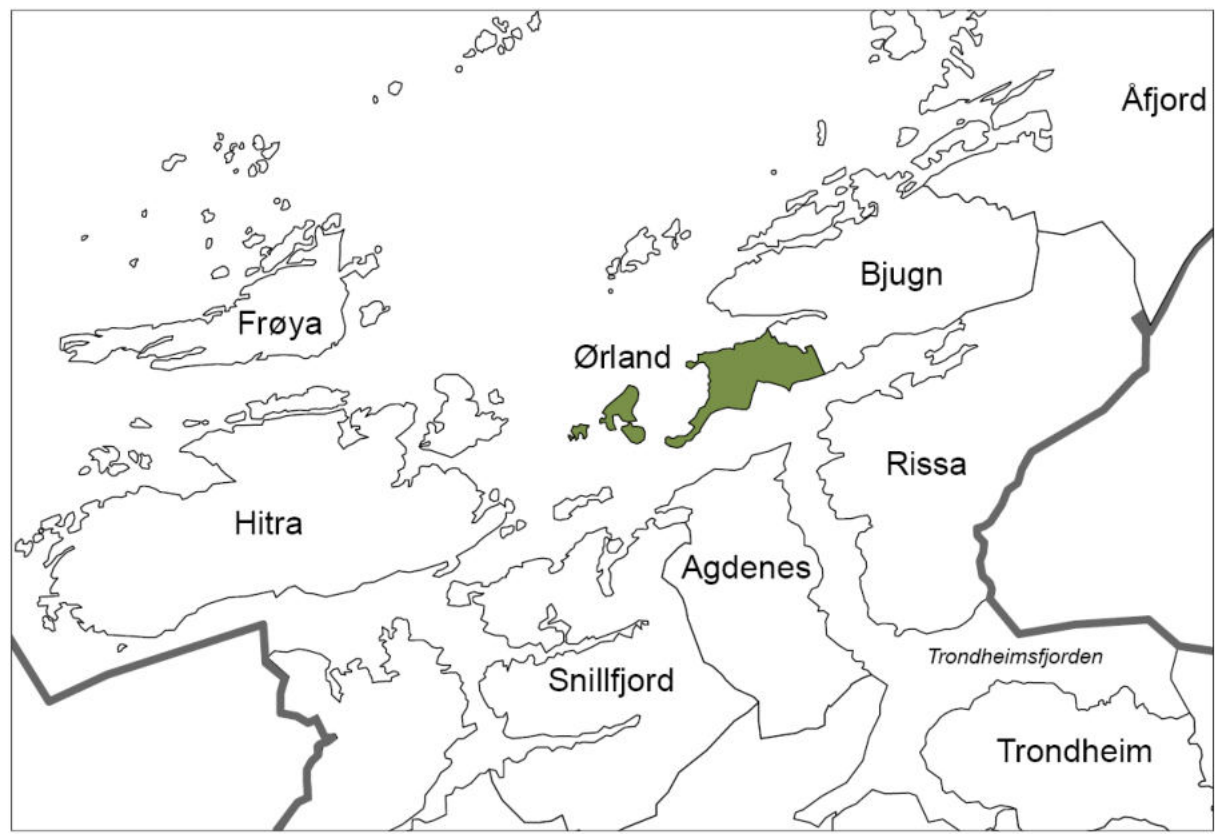 Åfjord
Bjugn
Frøya
Ørland
Rissa
Hitra
Agdenes
Trondheimsfjorden
Snillfjord
Trondheim